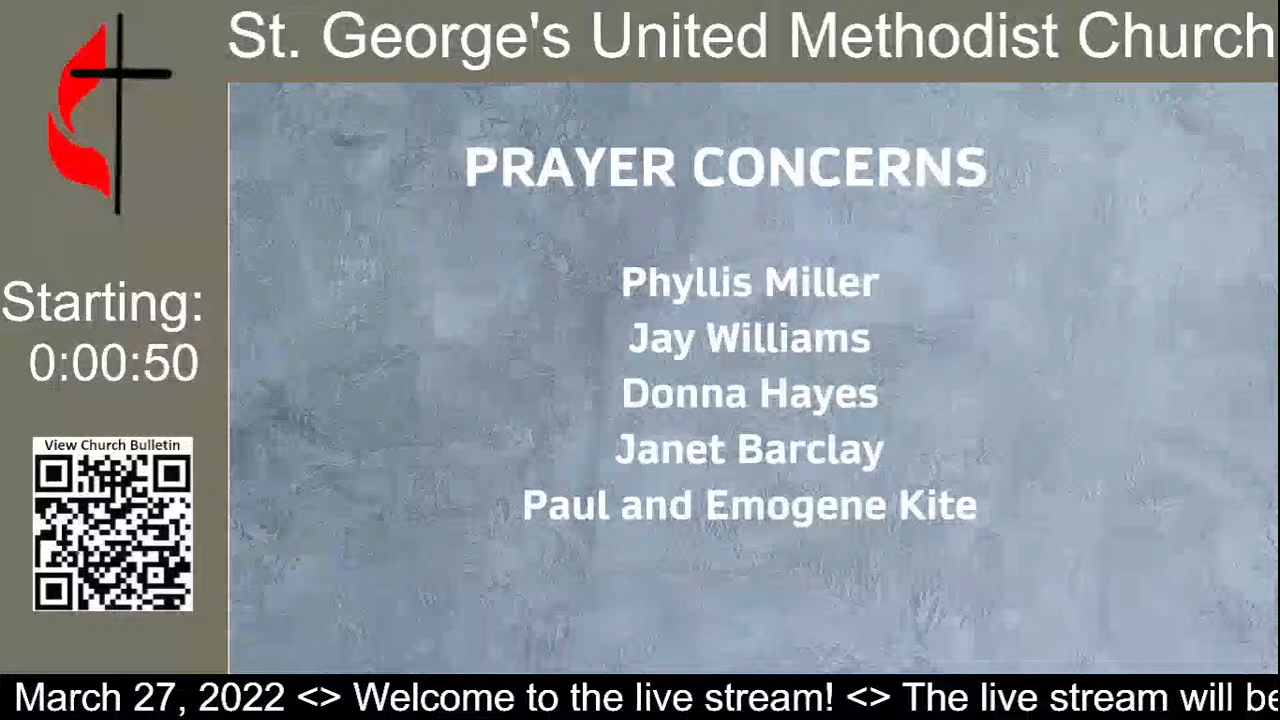 St. George's United Methodist Church
PRAYER CONCERNS
Phyllis Miller
Jay Williams
Donna Hayes
Janet Barclay
Paul and Emogene Kite
Starting:
0:00:50
View Church Bulletin
March 27, 2022 <> Welcome to the live stream! <> The live stream will be